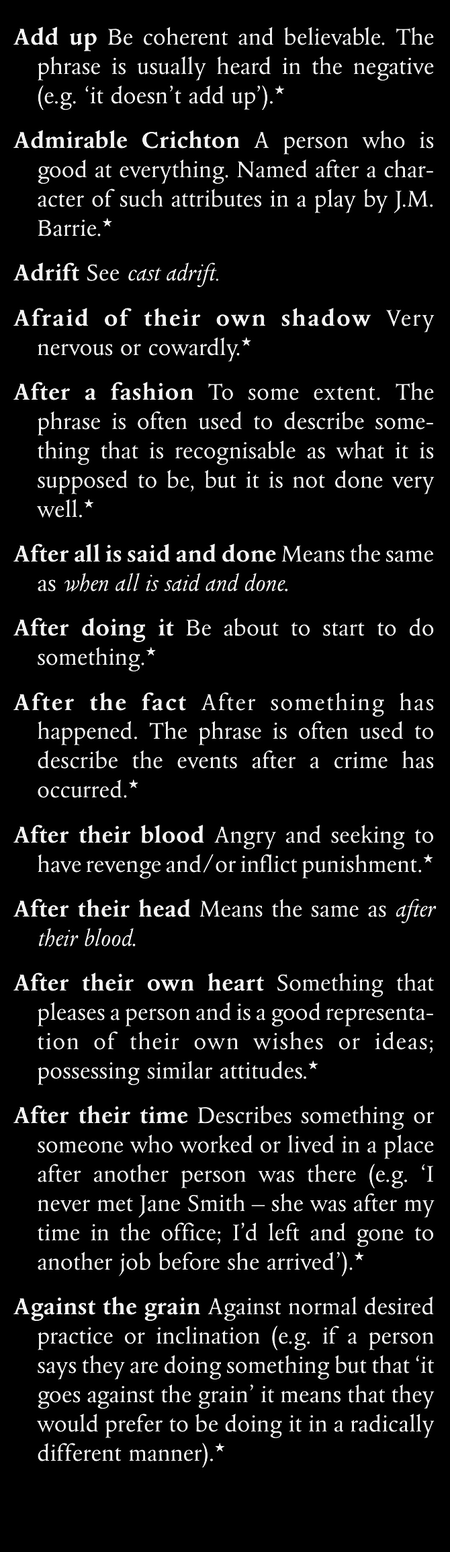 Add up Be coherent and believable. The
phrase is usually heard in the negative
(e.g. ‘it doesn’t add up’).★
Admirable Crichton A person who is
good at everything. Named after a char-
acter of such attributes in a play by J.M.
Barrie.★
Adrift See cast adrift.
Afraid of their own shadow Very
nervous or cowardly.★
After a fashion To some extent. The
phrase is often used to describe some-
thing that is recognisable as what it is
supposed to be, but it is not done very
well.★
After all is said and done Means the same
as when all is said and done.
After doing it Be about to start to do
something.★
After the fact After something has
happened. The phrase is often used to
describe the events after a crime has
occurred.★
After their blood Angry and seeking to
have revenge and/or inflict punishment.★
After their head Means the same as after
their blood.
After their own heart Something that
pleases a person and is a good representa-
tion of their own wishes or ideas;
possessing similar attitudes.★
After their time Describes something or
someone who worked or lived in a place
after another person was there (e.g. ‘I
never met Jane Smith – she was after my
time in the office; I’d left and gone to
another job before she arrived’).★
Against the grain Against normal desired
practice or inclination (e.g. if a person
says they are doing something but that ‘it
goes against the grain’ it means that they
would prefer to be doing it in a radically
different manner).★